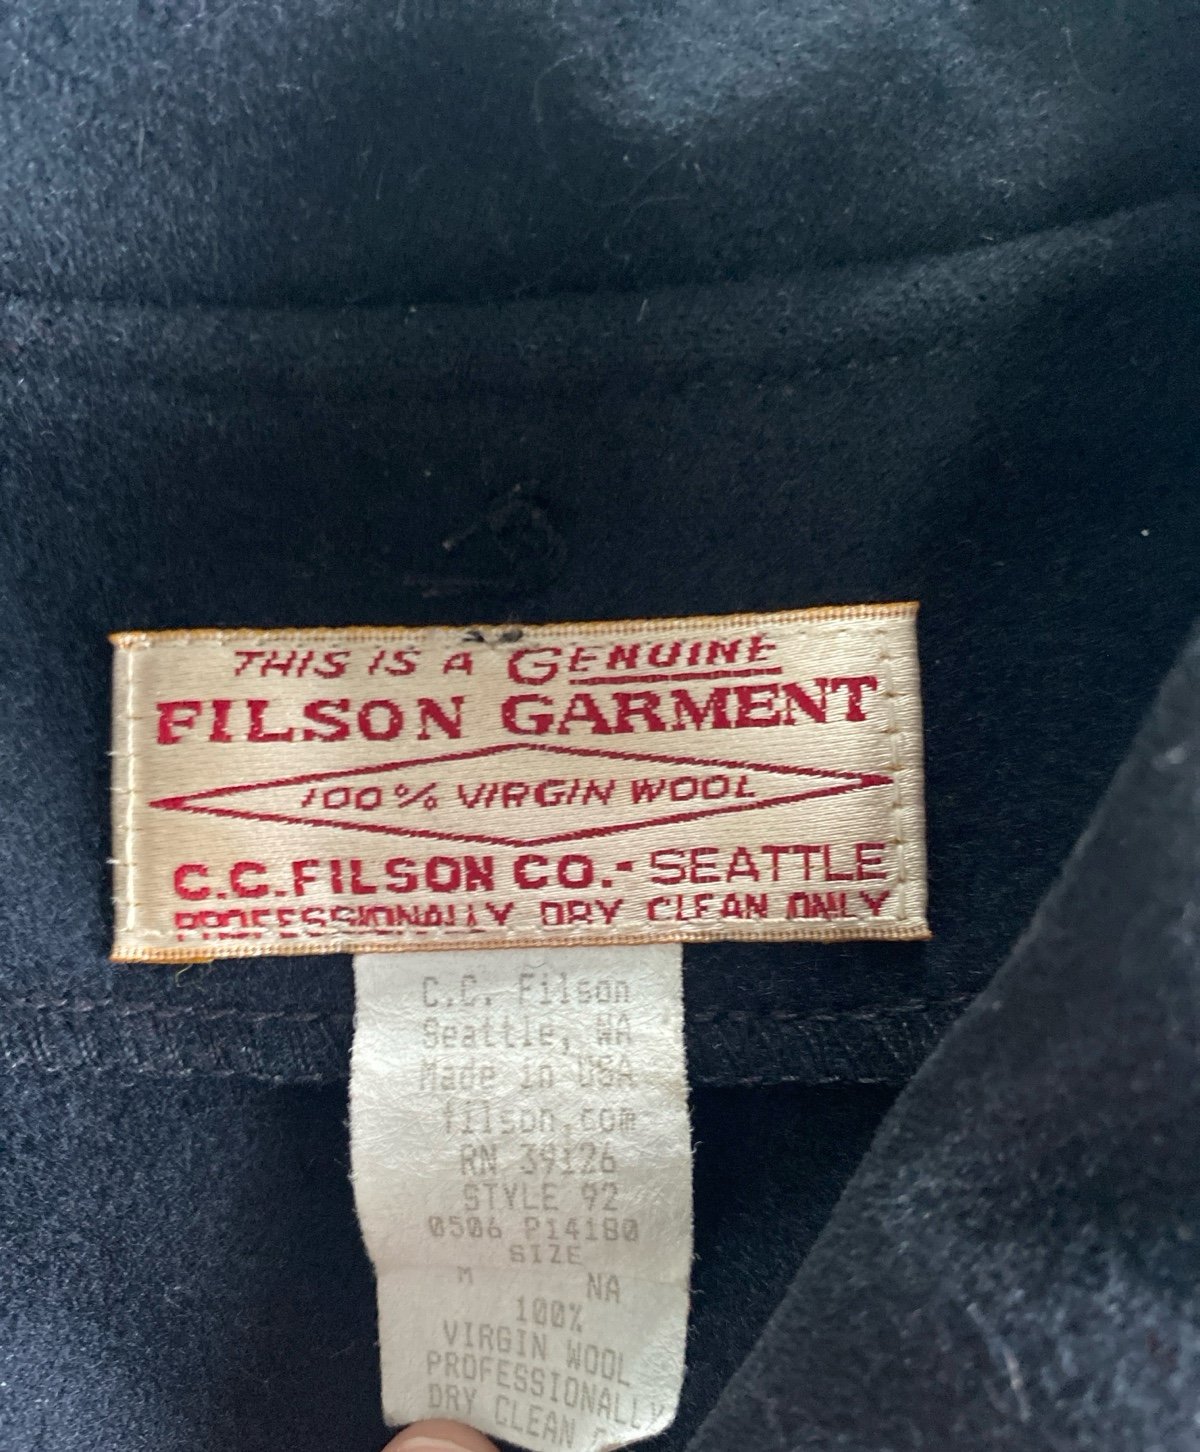 THIS IS A GENUINE
FILSON GARMENT
100% VIRGIN WOOL
C.C. FILSON CO.- SEATTLE
PROFESSIONALLY DRY CLEAN ONLY
C.C. Filson
Seattle, WA
Made in USA
filson.com
RN 39126
STYLE 92
0506 P14180
SIZE
M NA
100%
VIRGIN WOOL
PROFESSIONALLY
DRY CLEAN